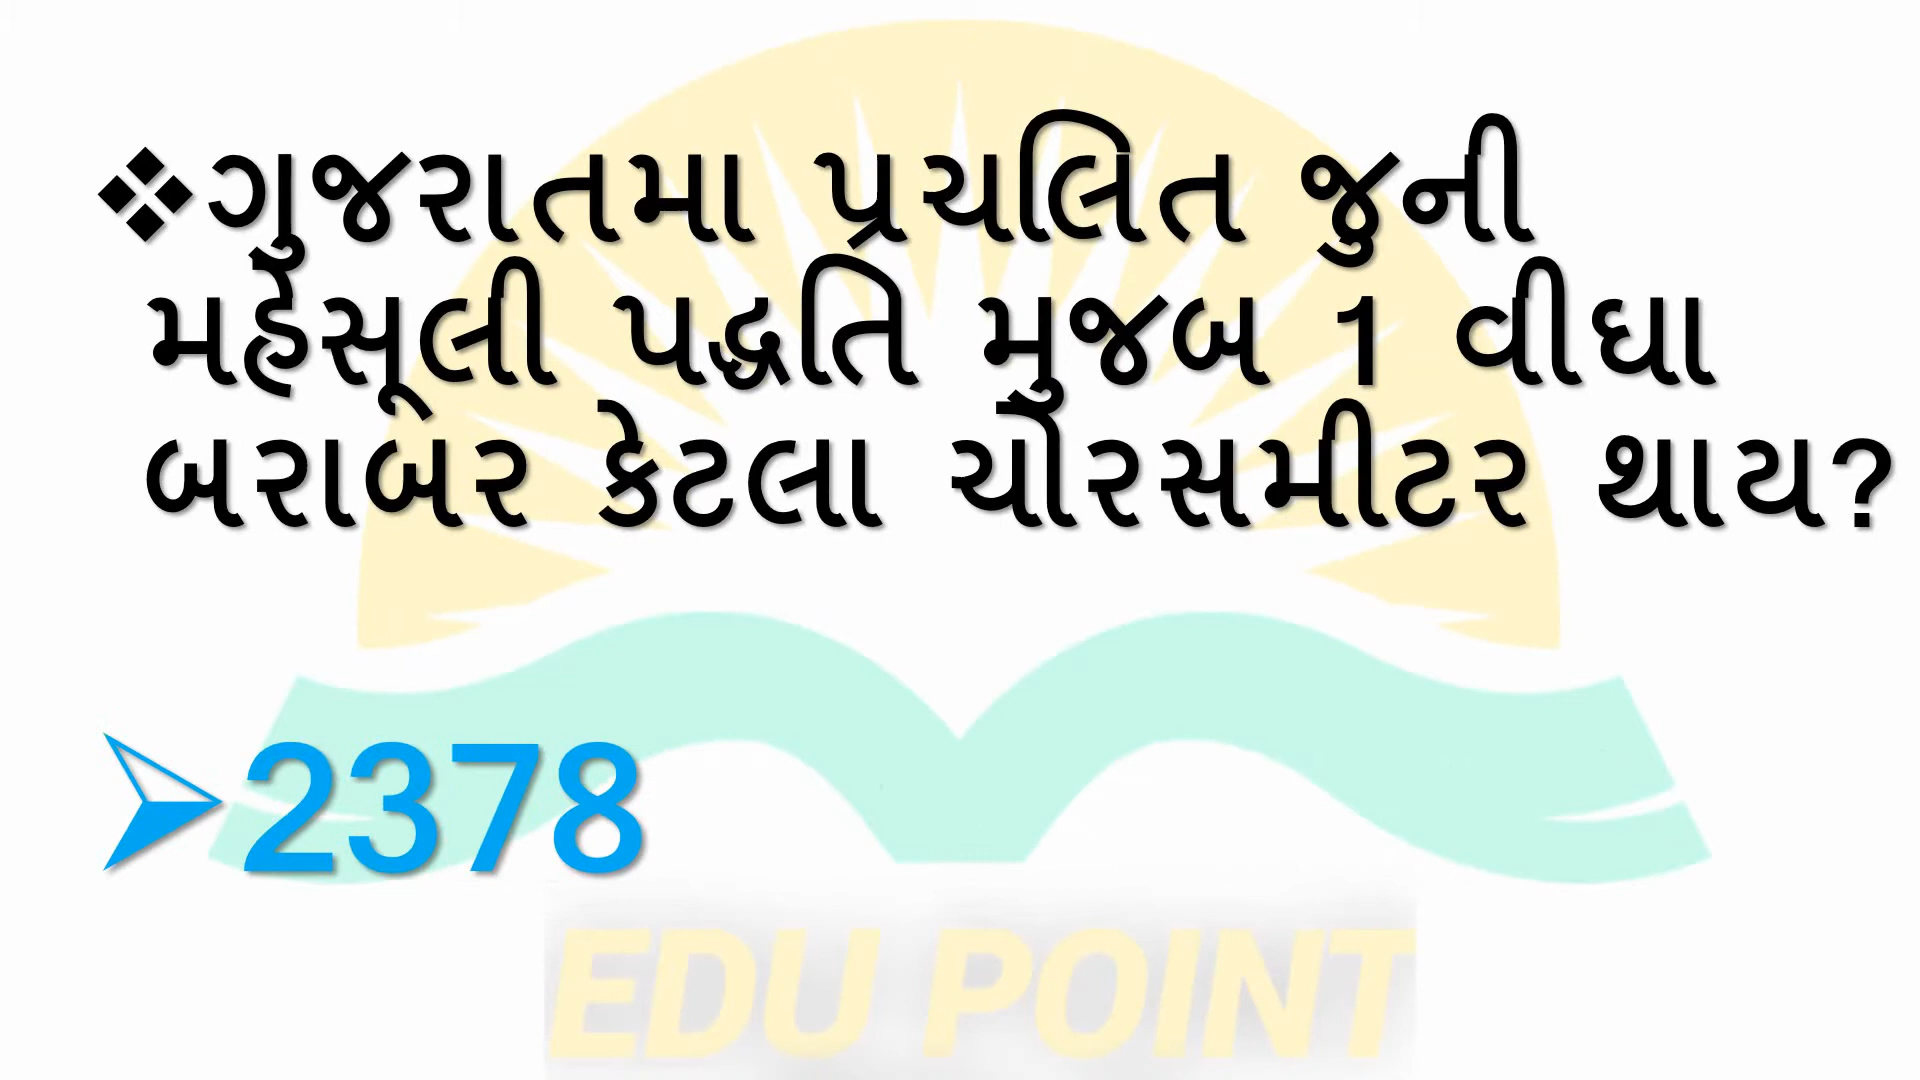 ❖ગુજરાતમા પ્રચલિત જુની
મહેસૂલી પદ્ધતિ મુજબ 1 વીઘા
બરાબર કેટલા ચોરસમીટર થાય?
➢2378
EDU POINT